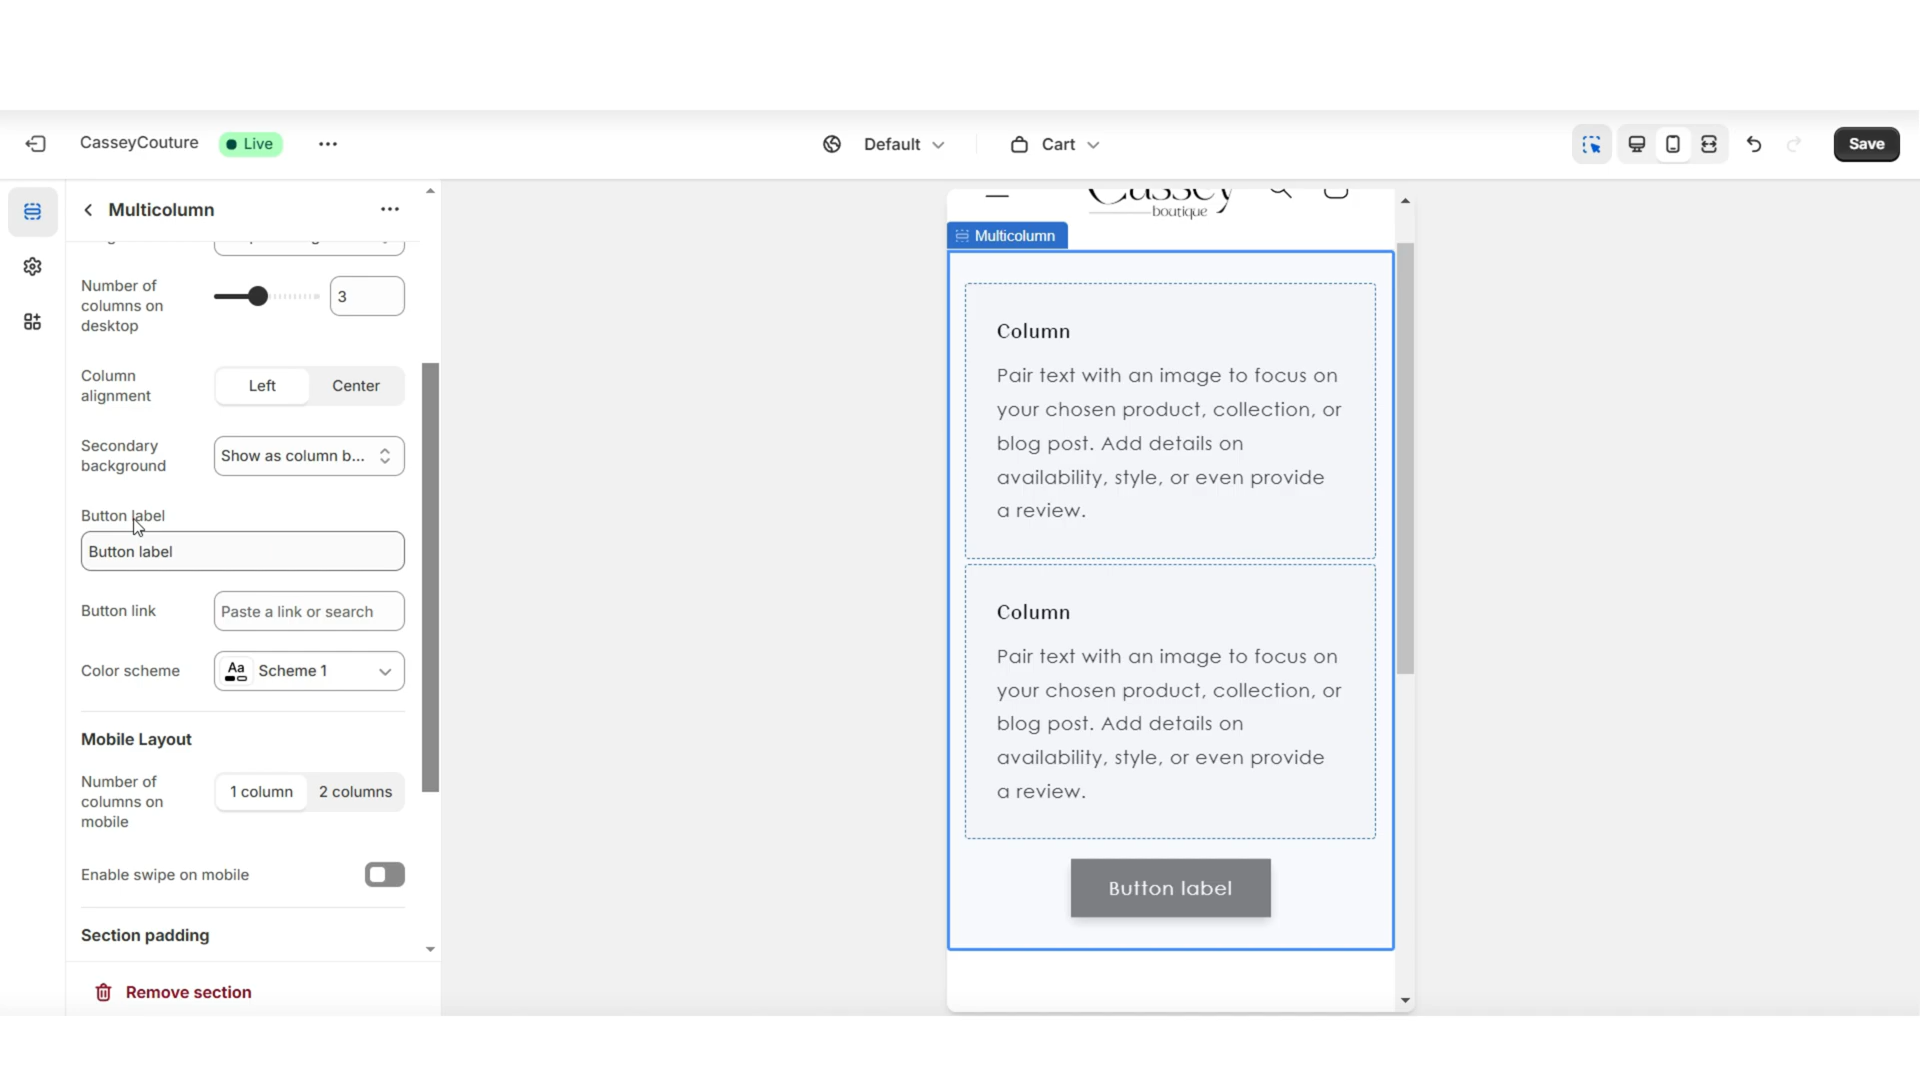 CasseyCouture
Live
Default
Cart
Save
Multicolumn
Number of
columns on
desktop
3
Column
alignment
Left
Center
Secondary
background
Show as column b...
Button label
Button label
Button link
Paste a link or search
Color scheme
Aa
Scheme 1
Mobile Layout
Number of
columns on
mobile
1 column
2 columns
Enable swipe on mobile
Section padding
Remove section
Cassey
boutique
Multicolumn
Column
Pair text with an image to focus on
your chosen product, collection, or
blog post. Add details on
availability, style, or even provide
a review.
Column
Pair text with an image to focus on
your chosen product, collection, or
blog post. Add details on
availability, style, or even provide
a review.
Button label